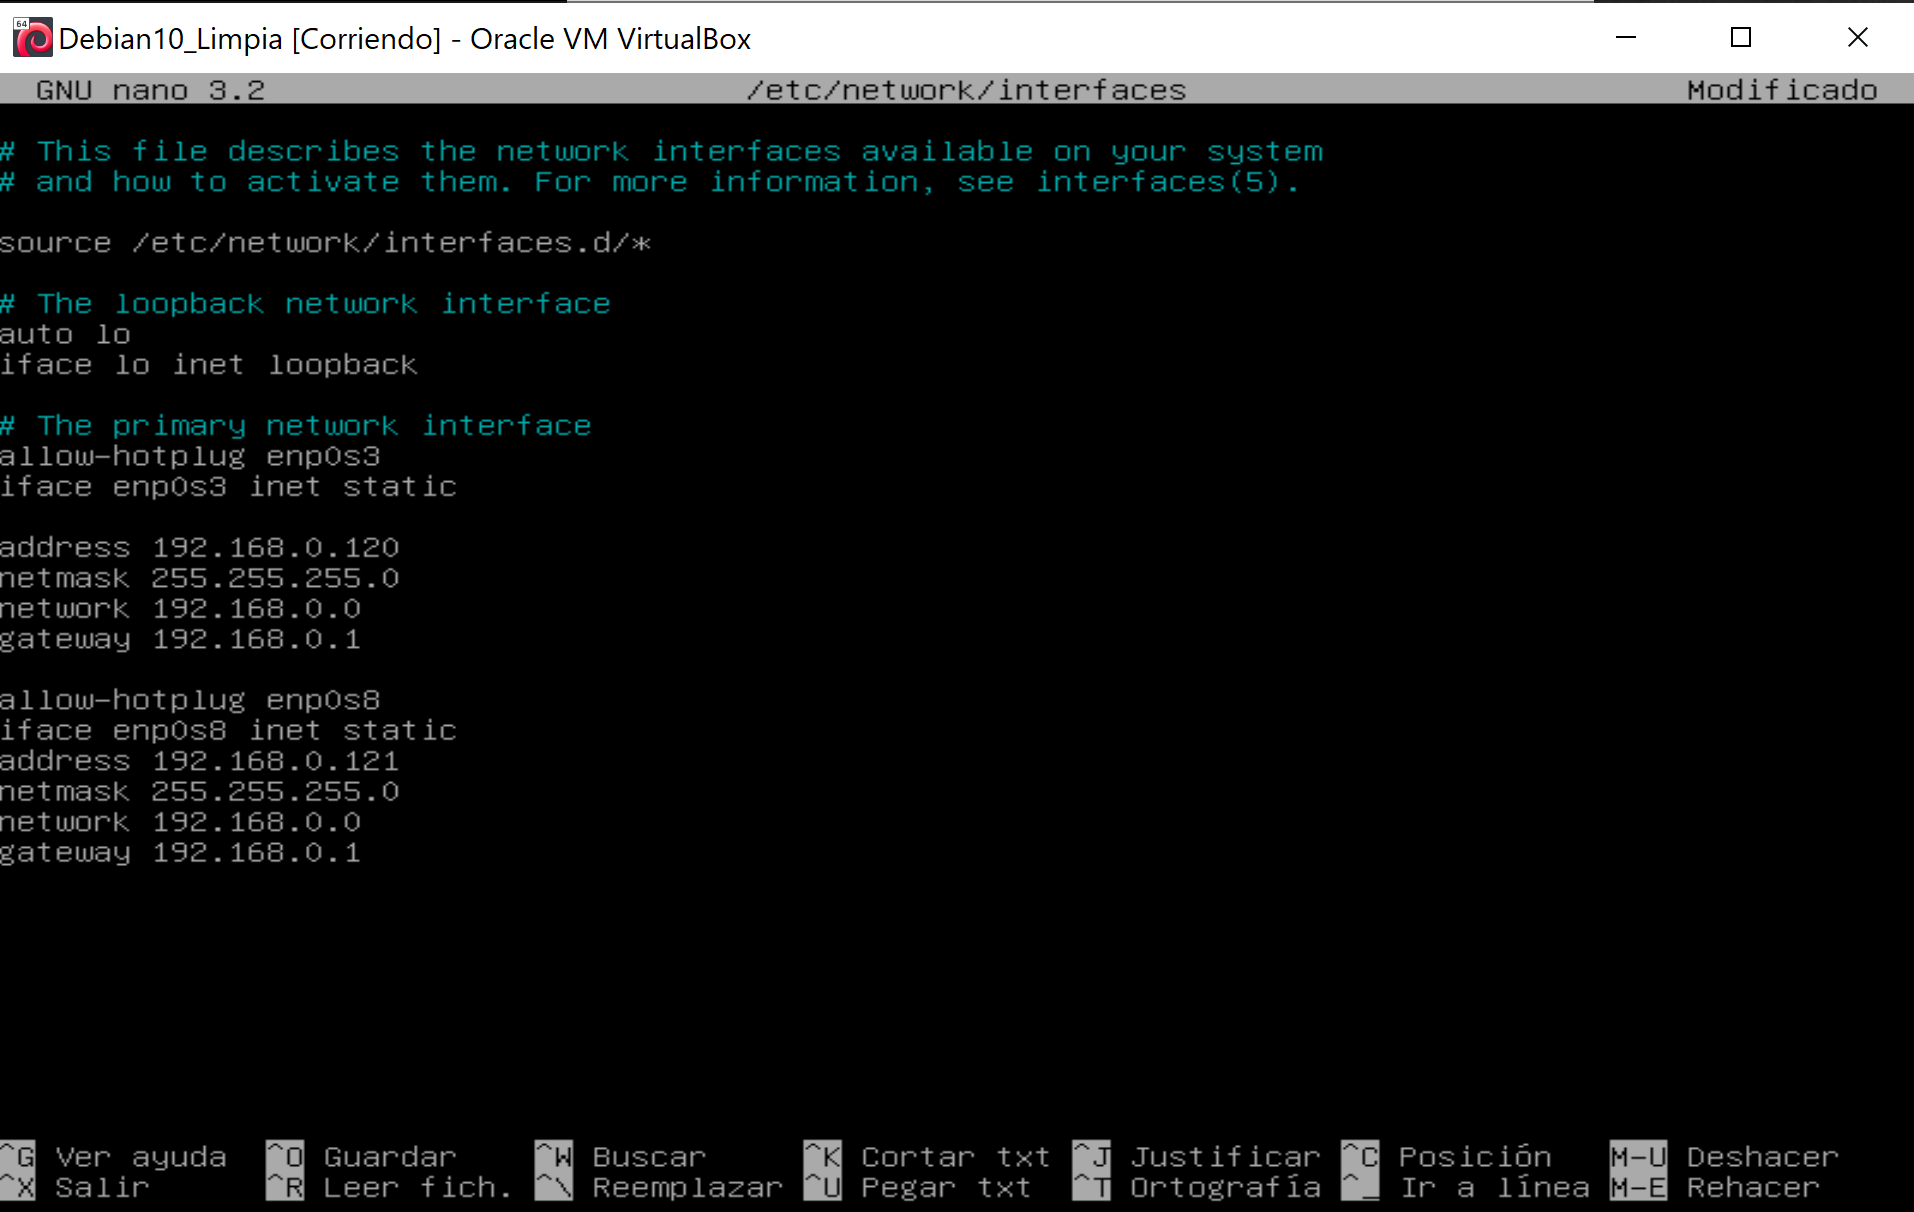 64
Debian10_Limpia [Corriendo] - Oracle VM VirtualBox
GNU nano 3.2 /etc/network/interfaces Modificado
# This file describes the network interfaces available on your system
# and how to activate them. For more information, see interfaces(5).
source /etc/network/interfaces.d/*
# The loopback network interface
auto lo
iface lo inet loopback
# The primary network interface
allow-hotplug enp0s3
iface enp0s3 inet static
address 192.168.0.120
netmask 255.255.255.0
network 192.168.0.0
gateway 192.168.0.1
allow-hotplug enp0s8
iface enp0s8 inet static
address 192.168.0.121
netmask 255.255.255.0
network 192.168.0.0
gateway 192.168.0.1
^G Ver ayuda ^O Guardar ^W Buscar ^K Cortar txt ^J Justificar ^C Posición M-U Deshacer
^X Salir ^R Leer fich. ^\ Reemplazar ^U Pegar txt ^T Ortografía ^_ Ir a línea M-E Rehacer